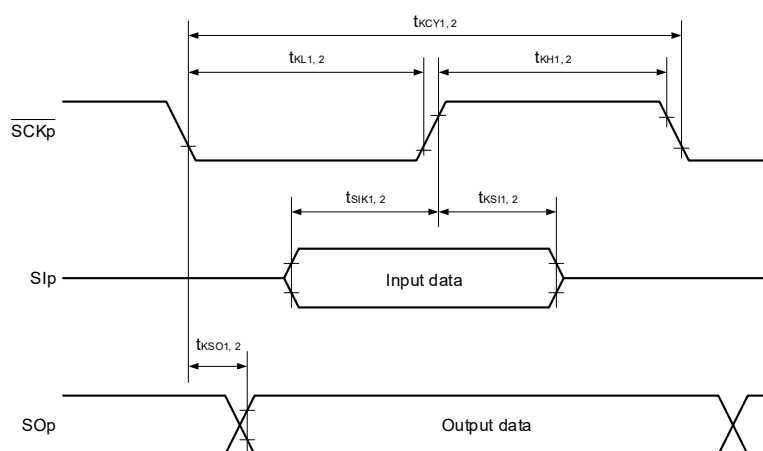 tKCY1, 2
tKL1, 2 tKH1, 2
SCKp
tSIK1, 2 tKSI1, 2
SIp Input data
tKSO1, 2
SOp Output data